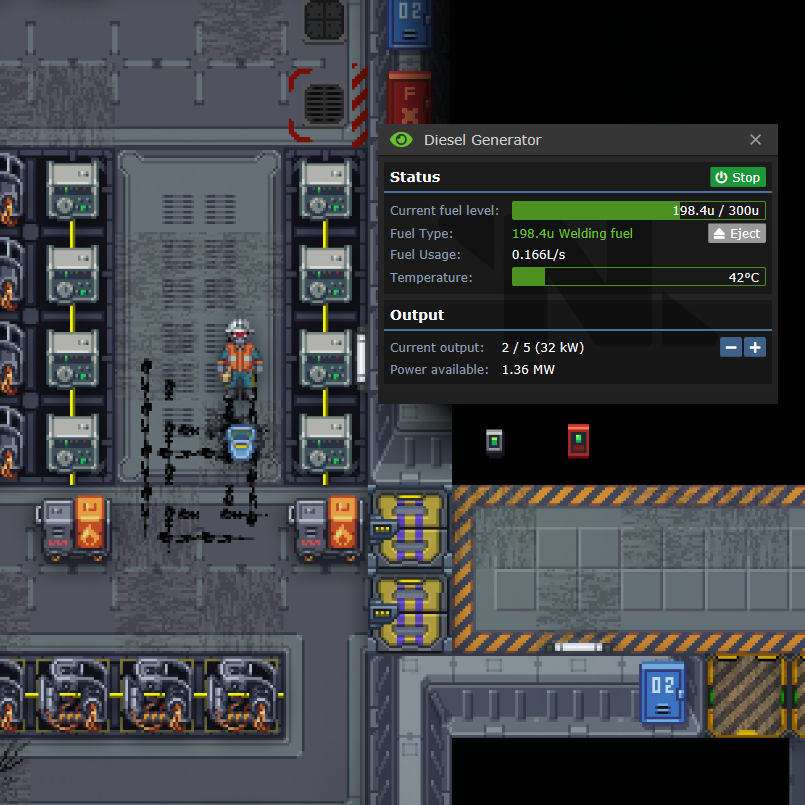 02
F
Diesel Generator
Status
Stop
Current fuel level: 198.4u / 300u
Fuel Type: 198.4u Welding fuel Eject
Fuel Usage: 0.166L/s
Temperature: 42°C
Output
Current output: 2 / 5 (32 kW)
Power available: 1.36 MW
02